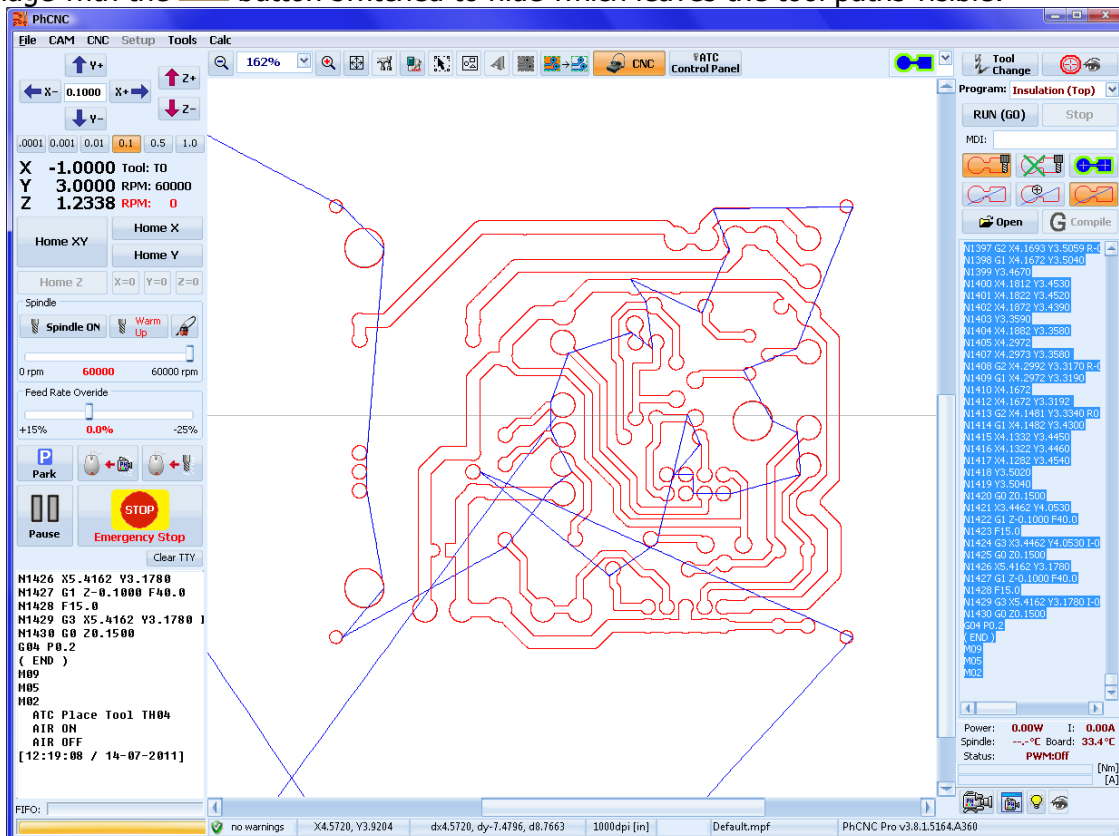 button switched to hide which leaves the tool paths visible.
PhCNC
File CAM CNC Setup Tools Calc
162%
CNC
ATC
Control Panel
Y+
X- 0.1000 X+
Y-
Z+
Z-
.0001 0.001 0.01 0.1 0.5 1.0
X -1.0000 Tool: T0
Y 3.0000 RPM: 60000
Z 1.2338 RPM: 0
Home XY
Home X
Home Y
Home Z X=0 Y=0 Z=0
Spindle
Spindle ON Warm Up
0 rpm 60000 60000 rpm
Feed Rate Overide
+15% 0.0% -25%
Park
Pause
STOP
Emergency Stop
Clear TTY
N1426 X5.4162 Y3.1780
N1427 G1 Z-0.1000 F40.0
N1428 F15.0
N1429 G3 X5.4162 Y3.1780 I
N1430 G0 Z0.1500
G04 P0.2
( END )
M09
M05
M02
ATC Place Tool TH04
AIR ON
AIR OFF
[12:19:08 / 14-07-2011]
FIFO:
Tool Change
Program: Insulation (Top)
RUN (GO) Stop
MDI:
Open Compile
N1397 G2 X4.1693 Y3.5059 R-0
N1398 G1 X4.1672 Y3.5040
N1399 Y3.4670
N1400 X4.1812 Y3.4530
N1401 X4.1822 Y3.4520
N1402 X4.1872 Y3.4390
N1403 Y3.3590
N1404 X4.1882 Y3.3580
N1405 X4.2972
N1407 X4.2973 Y3.3580
N1408 G2 X4.2992 Y3.3170 R-0
N1409 G1 X4.2972 Y3.3190
N1410 X4.1672
N1412 X4.1672 Y3.3192
N1413 G2 X4.1481 Y3.3340 R0
N1414 G1 X4.1482 Y3.4300
N1415 X4.1332 Y3.4450
N1416 X4.1322 Y3.4460
N1417 X4.1282 Y3.4540
N1418 Y3.5020
N1419 Y3.5040
N1420 G0 Z0.1500
N1421 X3.4462 Y4.0530
N1422 G1 Z-0.1000 F40.0
N1423 F15.0
N1424 G3 X3.4462 Y4.0530 I-0
N1425 G0 Z0.1500
N1426 X5.4162 Y3.1780
N1427 G1 Z-0.1000 F40.0
N1428 F15.0
N1429 G3 X5.4162 Y3.1780 I-0
N1430 G0 Z0.1500
G04 P0.2
( END )
M09
M05
M02
Power: 0.00W I: 0.00A
Spindle: --.-°C Board: 33.4°C
Status: PWM:Off
[Nm]
[A]
no warnings X4.5720, Y3.9204 dx4.5720, dy-7.4796, d8.7663 1000dpi [in] Default.mpf PhCNC Pro v3.8.1.5164.A360